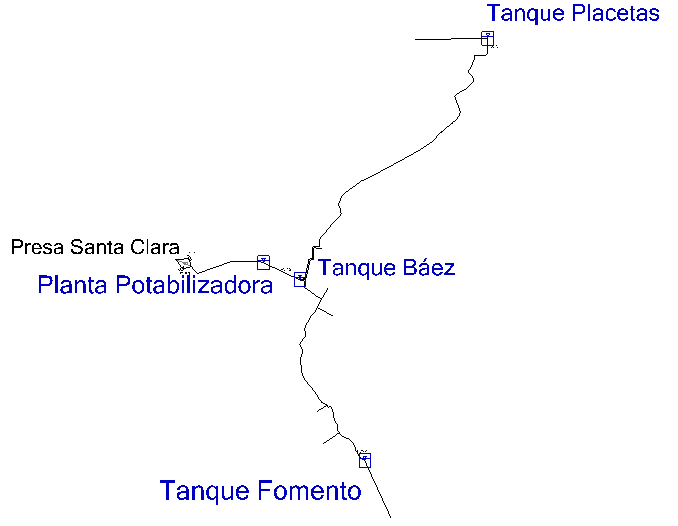 Tanque Placetas
Presa Santa Clara
Tanque Báez
Planta Potabilizadora
Tanque Fomento